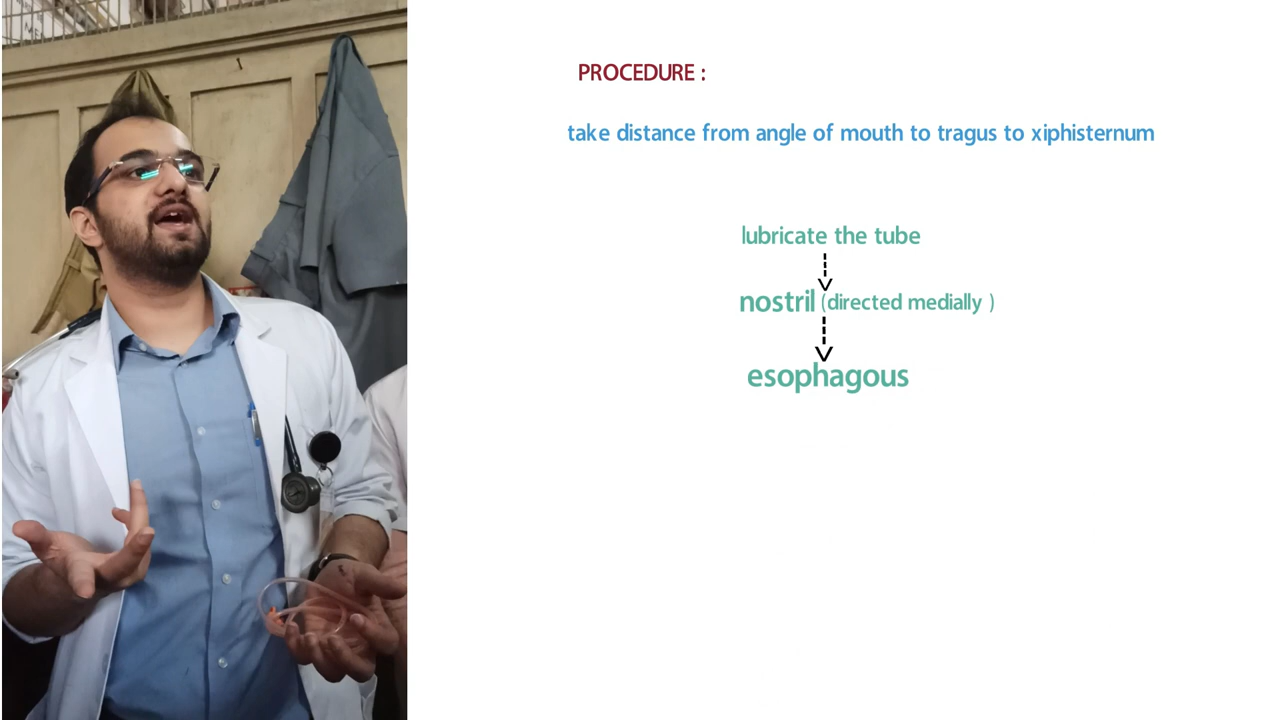 PROCEDURE :
take distance from angle of mouth to tragus to xiphisternum
lubricate the tube
nostril (directed medially )
esophagous